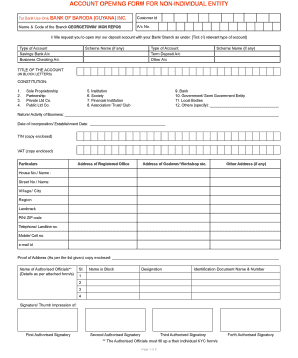 ACCOUNT OPENING FORM FOR NON-INDIVIDUAL ENTITY
For Bank Use Only BANK OF BARODA (GUYANA) INC. Customer Id
Name & Code of the Branch GEORGETOWN/ MON REPOS A/c No.
I/ We request you to open my/ our deposit account with your Bank/ Branch as under: (Tick (√) relevant type of account)
Type of Account Scheme Name (if any) Type of Account Scheme Name (if any)
Savings Bank A/c Term Deposit A/c
Business Checking A/c Other A/c
TITLE OF THE ACCOUNT
(IN BLOCK LETTERS)
CONSTITUTION:
1. Sole Proprietorship 5. Institution 9. Bank
2. Partnership 6. Society 10. Government/ Semi Government Entity
3. Private Ltd Co. 7. Financial Institution 11. Local Bodies
4. Public Ltd Co. 8. Association/ Trust/ Club 12. Others (specify)
Nature/ Activity of Business:
Date of Incorporation/ Establishment Date:
TIN (copy enclosed)
VAT (copy enclosed)
Particulars Address of Registered Office Address of Godown/ Workshop etc. Other Address (if any)
House No./ Name
Street No./ Name
Village/ City
Region
Landmark
PIN/ ZIP code
Telephone/ Landline no.
Mobile/ Cell no.
e-mail id
Proof of Address (As per the list given) copy enclosed:
Name of Authorised Officials** Sl Name in Block Designation Identification Document Name & Number
(Details as per attached form/s) 1
2
3
4
Signature/ Thumb Impression of:
First Authorised Signatory Second Authorised Signatory Third Authorised Signatory Forth Authorised Signatory
** The Authorised Officials must fill up a their individual KYC form/s